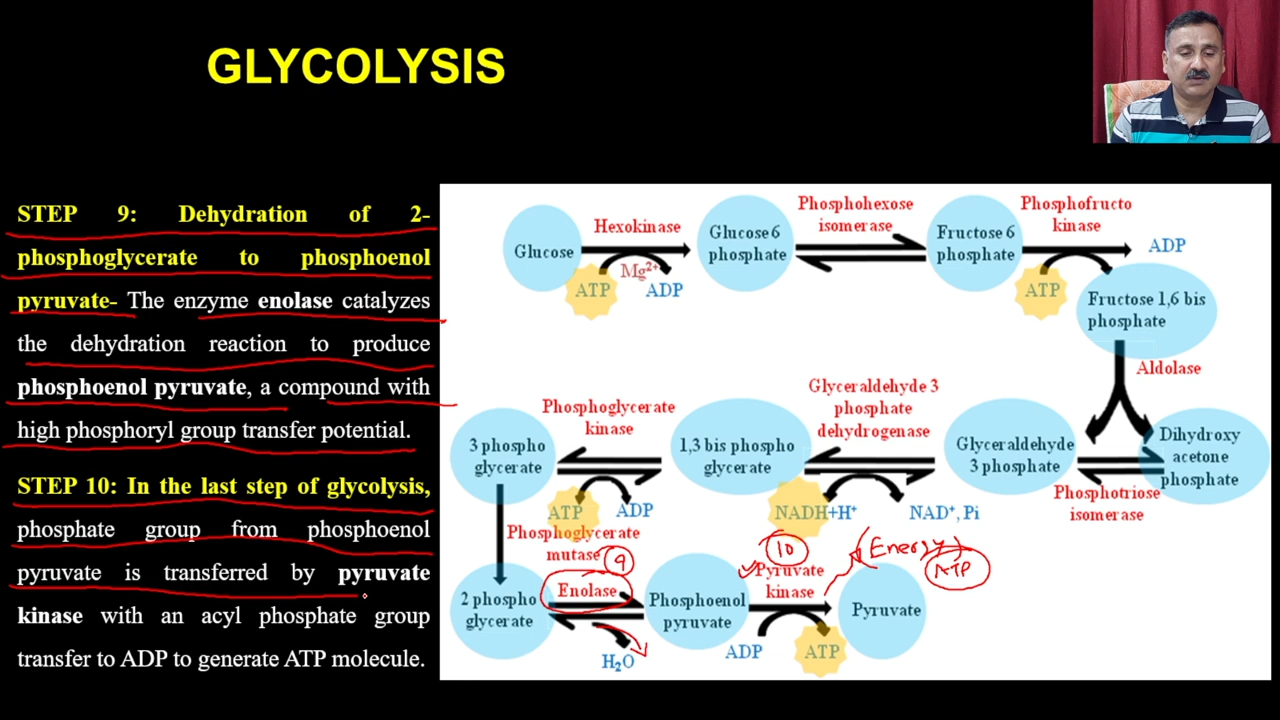 GLYCOLYSIS
STEP 9: Dehydration of 2-
phosphoglycerate to phosphoenol
pyruvate- The enzyme enolase catalyzes
the dehydration reaction to produce
phosphoenol pyruvate, a compound with
high phosphoryl group transfer potential.
STEP 10: In the last step of glycolysis,
phosphate group from phosphoenol
pyruvate is transferred by pyruvate
kinase with an acyl phosphate group
transfer to ADP to generate ATP molecule.
Glucose
Hexokinase
Mg²⁺
ATP
ADP
Glucose 6
phosphate
Phosphohexose
isomerase
Fructose 6
phosphate
Phosphofructo
kinase
ATP
ADP
Fructose 1,6 bis
phosphate
Aldolase
Dihydroxy
acetone
phosphate
Phosphotriose
isomerase
Glyceraldehyde
3 phosphate
Glyceraldehyde 3
phosphate
dehydrogenase
NADH+H⁺
NAD⁺, Pi
1,3 bis phospho
glycerate
Phosphoglycerate
kinase
ATP
ADP
3 phospho
glycerate
Phosphoglycerate
mutase
2 phospho
glycerate
9
Enolase
H₂O
Phosphoenol
pyruvate
10
Pyruvate
kinase
ADP
ATP
Energy
ATP
Pyruvate